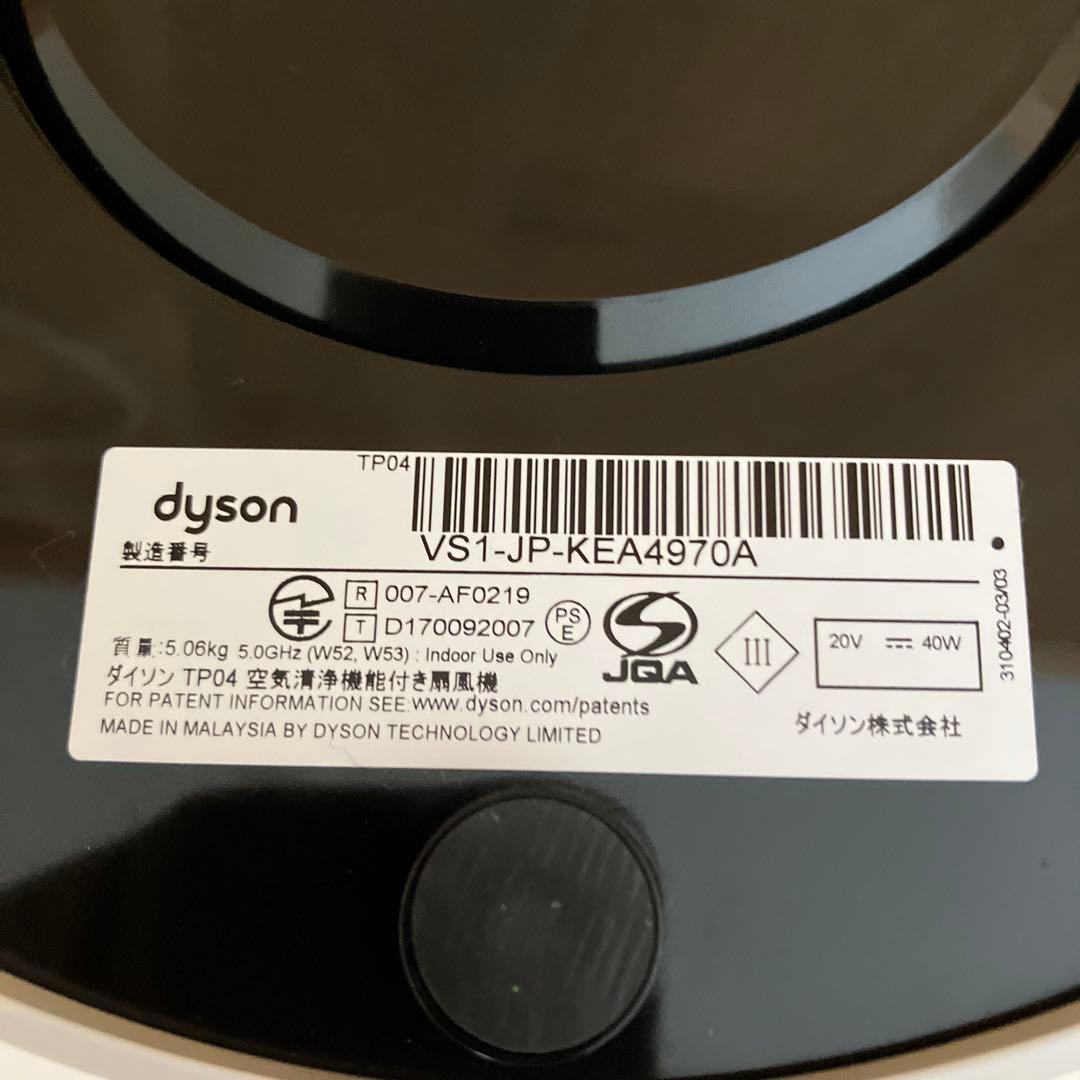 TP04
dyson
製造番号 VS1-JP-KEA4970A
R 007-AF0219
T D170092007
PS E
JQA
III
20V 40W
310402-03/03
質量:5.06kg 5.0GHz (W52, W53) : Indoor Use Only
ダイソン TP04 空気清浄機能付き扇風機
FOR PATENT INFORMATION SEE:www.dyson.com/patents
MADE IN MALAYSIA BY DYSON TECHNOLOGY LIMITED
ダイソン株式会社